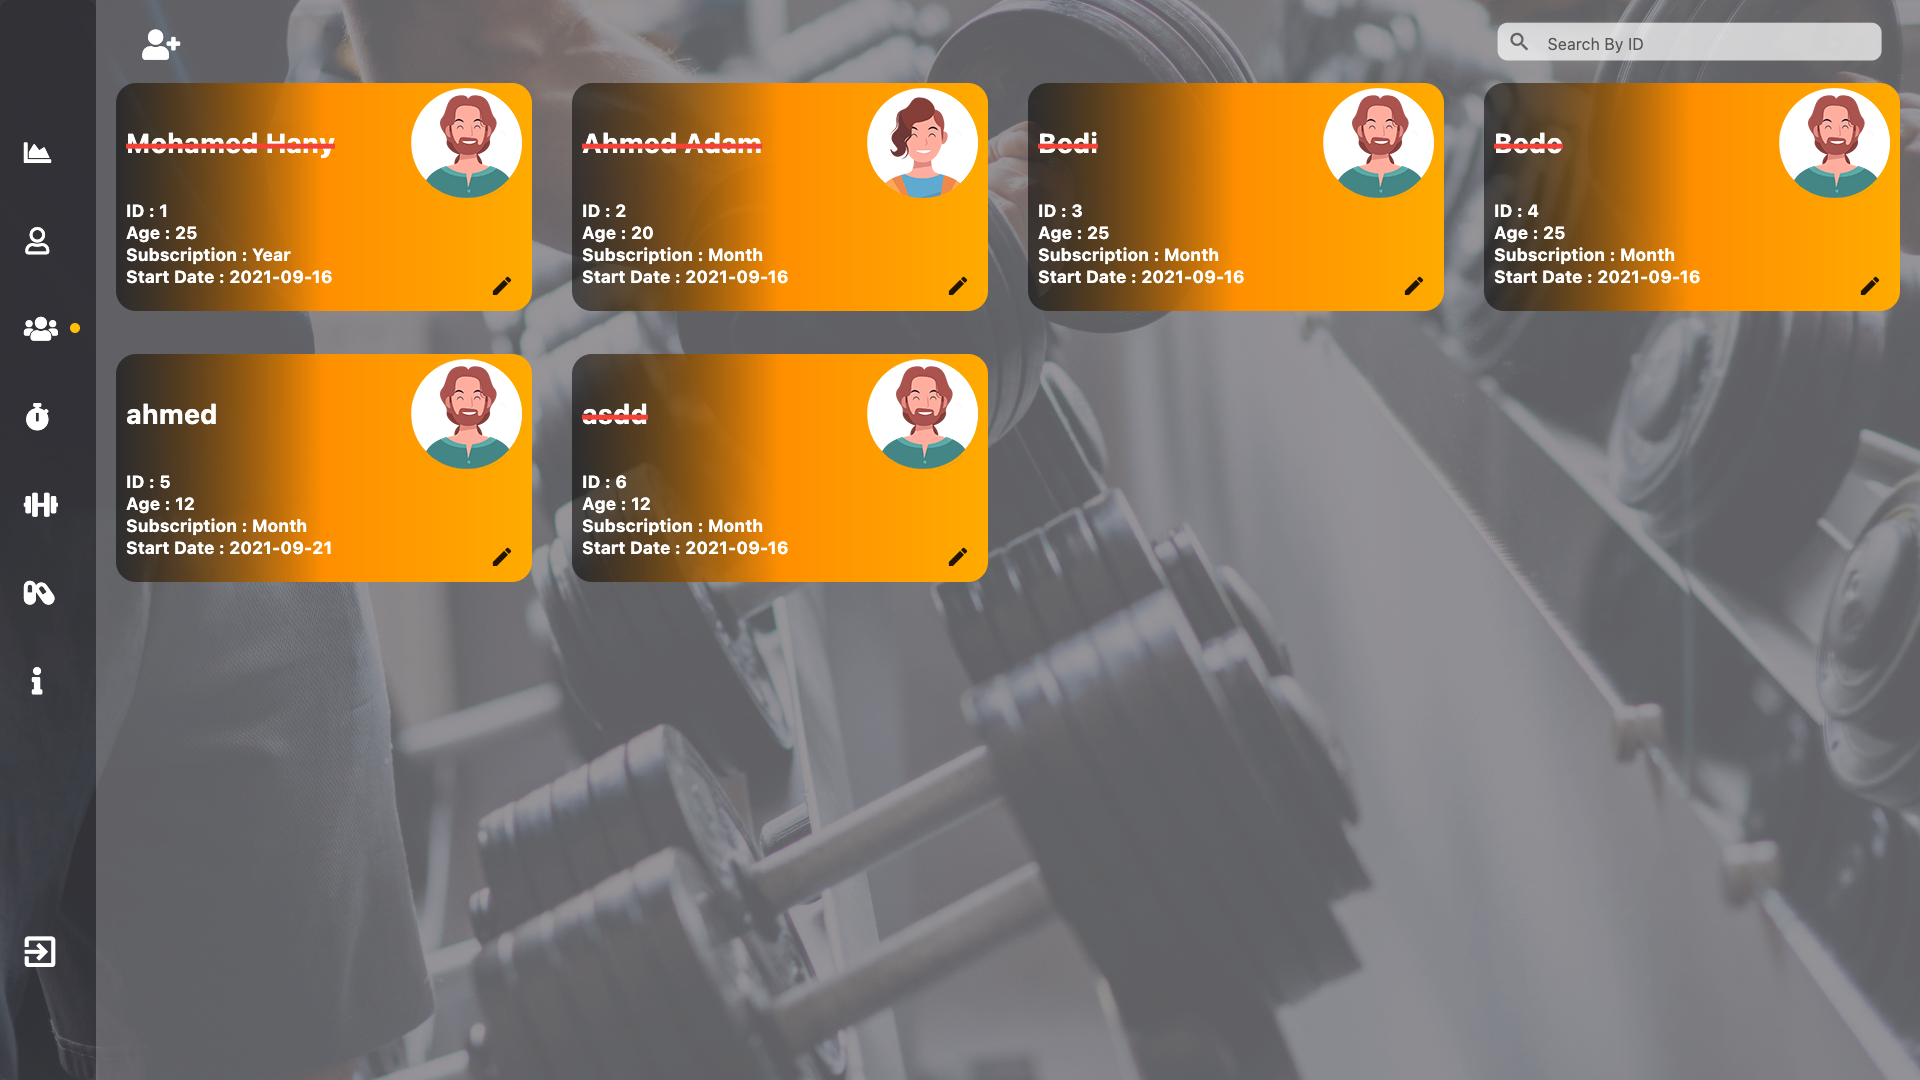 Search By ID
Mohamed Hany
ID : 1
Age : 25
Subscription : Year
Start Date : 2021-09-16
Ahmed Adam
ID : 2
Age : 20
Subscription : Month
Start Date : 2021-09-16
Bedi
ID : 3
Age : 25
Subscription : Month
Start Date : 2021-09-16
Bedo
ID : 4
Age : 25
Subscription : Month
Start Date : 2021-09-16
ahmed
ID : 5
Age : 12
Subscription : Month
Start Date : 2021-09-21
asdd
ID : 6
Age : 12
Subscription : Month
Start Date : 2021-09-16